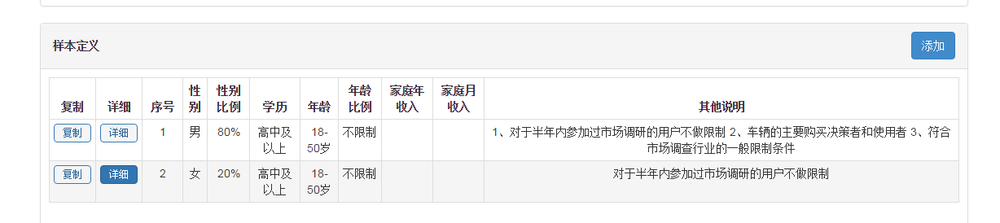 样本定义
添加
复制 详细 序号 性别 性别比例 学历 年龄 年龄比例 家庭年收入 家庭月收入 其他说明
复制 详细 1 男 80% 高中及以上 18-50岁 不限制 1、对于半年内参加过市场调研的用户不做限制 2、车辆的主要购买决策者和使用者 3、符合市场调查行业的一般限制条件
复制 详细 2 女 20% 高中及以上 18-50岁 不限制 对于半年内参加过市场调研的用户不做限制